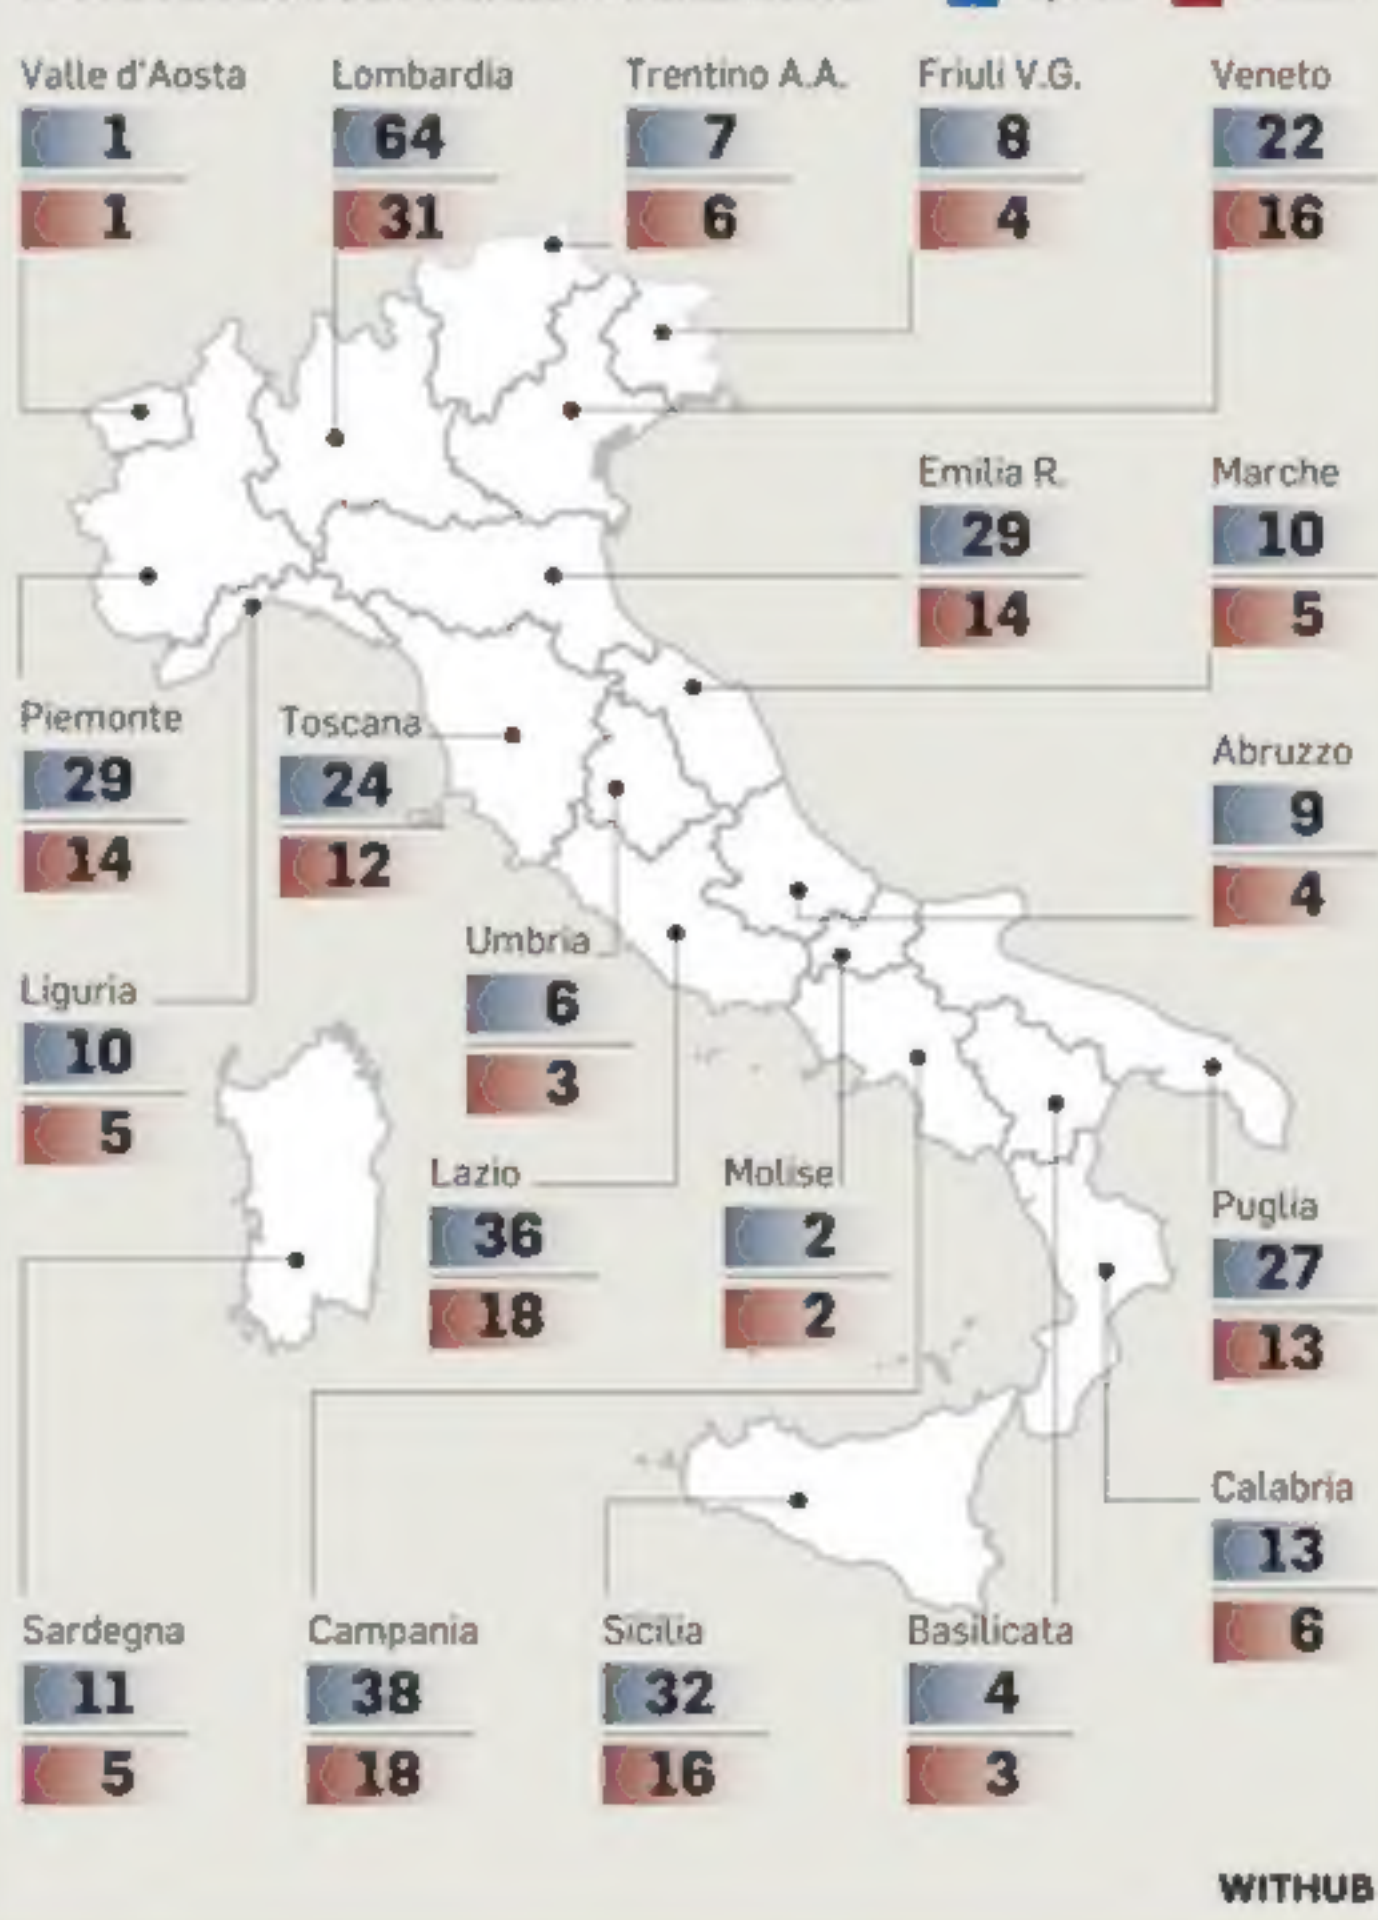 Valle d'Aosta
1
1
Lombardia
64
31
Trentino A.A.
7
6
Friuli V.G.
8
4
Veneto
22
16
Emilia R.
29
14
Marche
10
5
Piemonte
29
14
Toscana
24
12
Abruzzo
9
4
Umbria
6
3
Liguria
10
5
Lazio
36
18
Molise
2
2
Puglia
27
13
Calabria
13
6
Sardegna
11
5
Campania
38
18
Sicilia
32
16
Basilicata
4
3
WITHUB